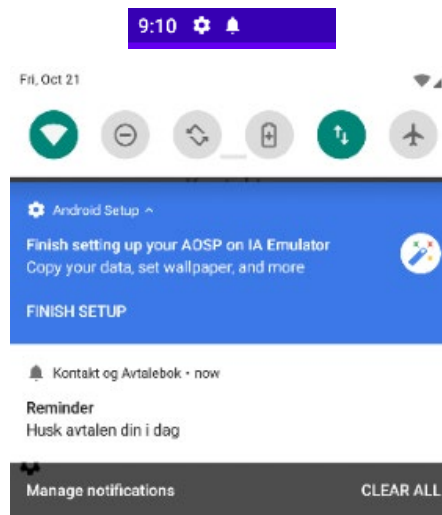 9:10
Fri, Oct 21
Android Setup
Finish setting up your AOSP on IA Emulator
Copy your data, set wallpaper, and more
FINISH SETUP
Kontakt og Avtalebok • now
Reminder
Husk avtalen din i dag
Manage notifications CLEAR ALL